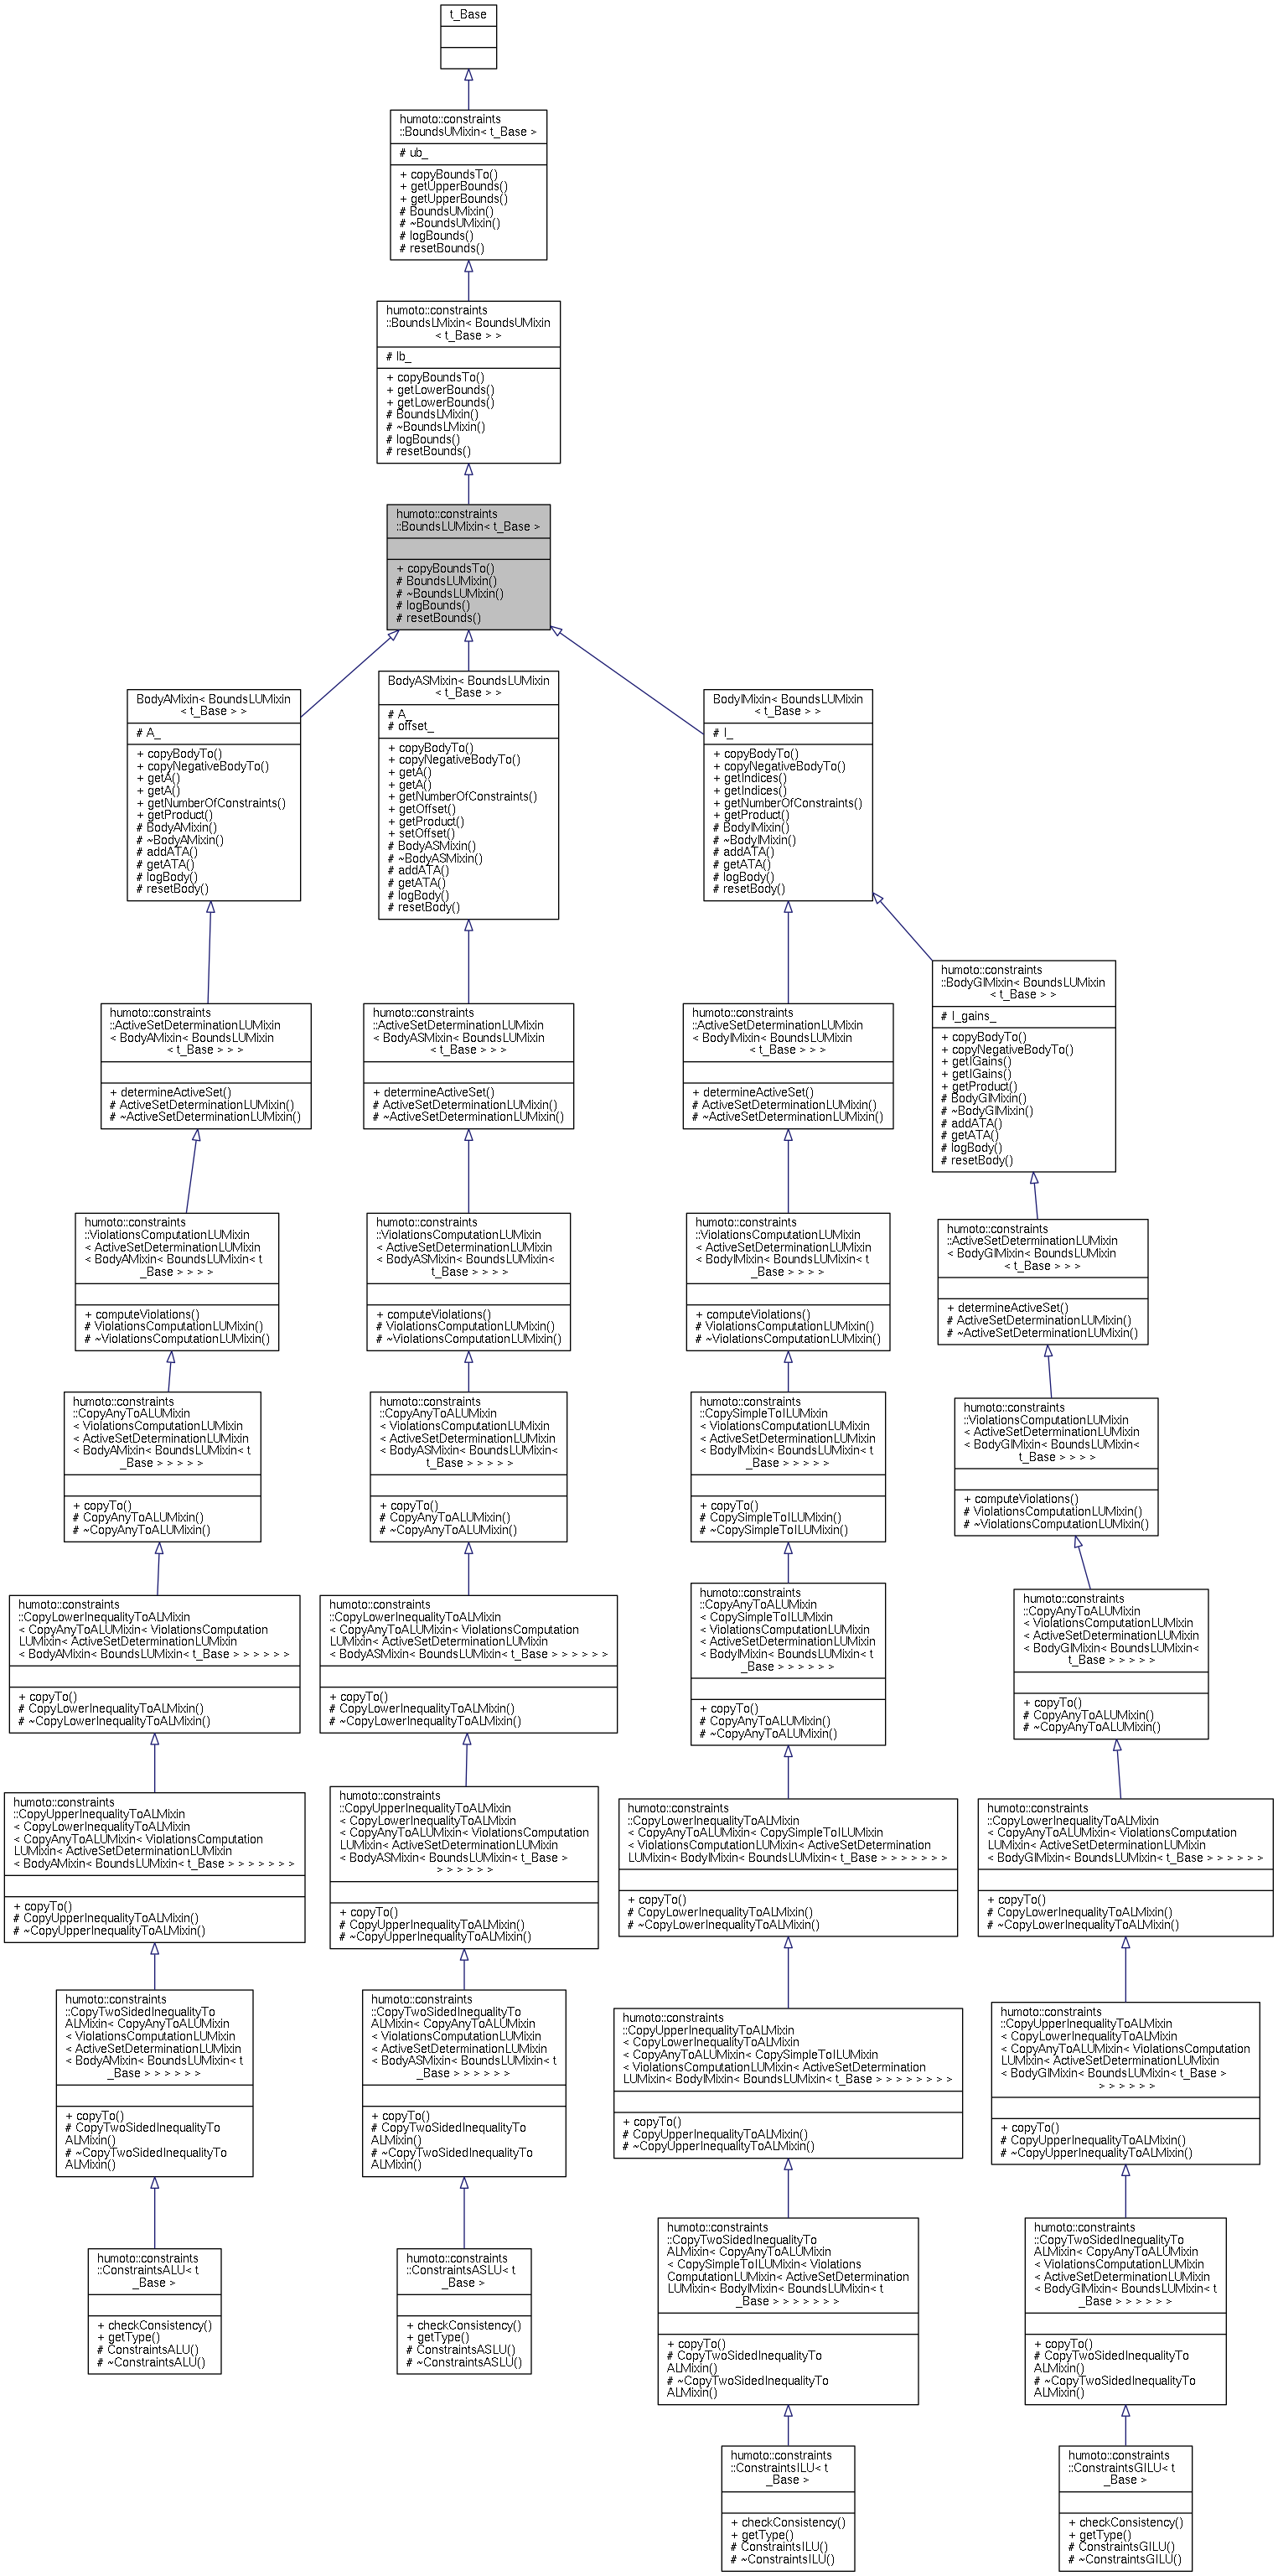 t_Base
humoto::constraints
::BoundsUMixin< t_Base >
# ub_
+ copyBoundsTo()
+ getUpperBounds()
+ getUpperBounds()
# BoundsUMixin()
# ~BoundsUMixin()
# logBounds()
# resetBounds()
humoto::constraints
::BoundsLMixin< BoundsUMixin
< t_Base > >
# lb_
+ copyBoundsTo()
+ getLowerBounds()
+ getLowerBounds()
# BoundsLMixin()
# ~BoundsLMixin()
# logBounds()
# resetBounds()
humoto::constraints
::BoundsLUMixin< t_Base >
+ copyBoundsTo()
# BoundsLUMixin()
# ~BoundsLUMixin()
# logBounds()
# resetBounds()
BodyAMixin< BoundsLUMixin
< t_Base > >
# A_
+ copyBodyTo()
+ copyNegativeBodyTo()
+ getA()
+ getA()
+ getNumberOfConstraints()
+ getProduct()
# BodyAMixin()
# ~BodyAMixin()
# addATA()
# getATA()
# logBody()
# resetBody()
BodyASMixin< BoundsLUMixin
< t_Base > >
# A_
# offset_
+ copyBodyTo()
+ copyNegativeBodyTo()
+ getA()
+ getA()
+ getNumberOfConstraints()
+ getOffset()
+ getProduct()
+ setOffset()
# BodyASMixin()
# ~BodyASMixin()
# addATA()
# getATA()
# logBody()
# resetBody()
BodyIMixin< BoundsLUMixin
< t_Base > >
# I_
+ copyBodyTo()
+ copyNegativeBodyTo()
+ getIndices()
+ getIndices()
+ getNumberOfConstraints()
+ getProduct()
# BodyIMixin()
# ~BodyIMixin()
# addATA()
# getATA()
# logBody()
# resetBody()
humoto::constraints
::BodyGIMixin< BoundsLUMixin
< t_Base > >
# I_gains_
+ copyBodyTo()
+ copyNegativeBodyTo()
+ getIGains()
+ getIGains()
+ getProduct()
# BodyGIMixin()
# ~BodyGIMixin()
# addATA()
# getATA()
# logBody()
# resetBody()
humoto::constraints
::ActiveSetDeterminationLUMixin
< BodyAMixin< BoundsLUMixin
< t_Base > > >
+ determineActiveSet()
# ActiveSetDeterminationLUMixin()
# ~ActiveSetDeterminationLUMixin()
humoto::constraints
::ActiveSetDeterminationLUMixin
< BodyASMixin< BoundsLUMixin
< t_Base > > >
+ determineActiveSet()
# ActiveSetDeterminationLUMixin()
# ~ActiveSetDeterminationLUMixin()
humoto::constraints
::ActiveSetDeterminationLUMixin
< BodyIMixin< BoundsLUMixin
< t_Base > > >
+ determineActiveSet()
# ActiveSetDeterminationLUMixin()
# ~ActiveSetDeterminationLUMixin()
humoto::constraints
::ActiveSetDeterminationLUMixin
< BodyGIMixin< BoundsLUMixin
< t_Base > > >
+ determineActiveSet()
# ActiveSetDeterminationLUMixin()
# ~ActiveSetDeterminationLUMixin()
humoto::constraints
::ViolationsComputationLUMixin
< ActiveSetDeterminationLUMixin
< BodyAMixin< BoundsLUMixin< t
_Base > > > >
+ computeViolations()
# ViolationsComputationLUMixin()
# ~ViolationsComputationLUMixin()
humoto::constraints
::ViolationsComputationLUMixin
< ActiveSetDeterminationLUMixin
< BodyASMixin< BoundsLUMixin<
t_Base > > > >
+ computeViolations()
# ViolationsComputationLUMixin()
# ~ViolationsComputationLUMixin()
humoto::constraints
::ViolationsComputationLUMixin
< ActiveSetDeterminationLUMixin
< BodyIMixin< BoundsLUMixin< t
_Base > > > >
+ computeViolations()
# ViolationsComputationLUMixin()
# ~ViolationsComputationLUMixin()
humoto::constraints
::ViolationsComputationLUMixin
< ActiveSetDeterminationLUMixin
< BodyGIMixin< BoundsLUMixin<
t_Base > > > >
+ computeViolations()
# ViolationsComputationLUMixin()
# ~ViolationsComputationLUMixin()
humoto::constraints
::CopyAnyToALUMixin
< ViolationsComputationLUMixin
< ActiveSetDeterminationLUMixin
< BodyAMixin< BoundsLUMixin< t
_Base > > > > >
+ copyTo()
# CopyAnyToALUMixin()
# ~CopyAnyToALUMixin()
humoto::constraints
::CopyAnyToALUMixin
< ViolationsComputationLUMixin
< ActiveSetDeterminationLUMixin
< BodyASMixin< BoundsLUMixin<
t_Base > > > > >
+ copyTo()
# CopyAnyToALUMixin()
# ~CopyAnyToALUMixin()
humoto::constraints
::CopySimpleToILUMixin
< ViolationsComputationLUMixin
< ActiveSetDeterminationLUMixin
< BodyIMixin< BoundsLUMixin< t
_Base > > > > >
+ copyTo()
# CopySimpleToILUMixin()
# ~CopySimpleToILUMixin()
humoto::constraints
::CopyAnyToALUMixin
< CopySimpleToILUMixin
< ViolationsComputationLUMixin
< ActiveSetDeterminationLUMixin
< BodyIMixin< BoundsLUMixin< t
_Base > > > > > >
+ copyTo()
# CopyAnyToALUMixin()
# ~CopyAnyToALUMixin()
humoto::constraints
::CopyAnyToALUMixin
< ViolationsComputationLUMixin
< ActiveSetDeterminationLUMixin
< BodyGIMixin< BoundsLUMixin<
t_Base > > > > >
+ copyTo()
# CopyAnyToALUMixin()
# ~CopyAnyToALUMixin()
humoto::constraints
::CopyLowerInequalityToALMixin
< CopyAnyToALUMixin< ViolationsComputation
LUMixin< ActiveSetDeterminationLUMixin
< BodyAMixin< BoundsLUMixin< t_Base > > > > > >
+ copyTo()
# CopyLowerInequalityToALMixin()
# ~CopyLowerInequalityToALMixin()
humoto::constraints
::CopyLowerInequalityToALMixin
< CopyAnyToALUMixin< ViolationsComputation
LUMixin< ActiveSetDeterminationLUMixin
< BodyASMixin< BoundsLUMixin< t_Base > > > > > >
+ copyTo()
# CopyLowerInequalityToALMixin()
# ~CopyLowerInequalityToALMixin()
humoto::constraints
::CopyLowerInequalityToALMixin
< CopyAnyToALUMixin< CopySimpleToILUMixin
< ViolationsComputationLUMixin< ActiveSetDetermination
LUMixin< BodyIMixin< BoundsLUMixin< t_Base > > > > > > >
+ copyTo()
# CopyLowerInequalityToALMixin()
# ~CopyLowerInequalityToALMixin()
humoto::constraints
::CopyLowerInequalityToALMixin
< CopyAnyToALUMixin< ViolationsComputation
LUMixin< ActiveSetDeterminationLUMixin
< BodyGIMixin< BoundsLUMixin< t_Base > > > > > >
+ copyTo()
# CopyLowerInequalityToALMixin()
# ~CopyLowerInequalityToALMixin()
humoto::constraints
::CopyUpperInequalityToALMixin
< CopyLowerInequalityToALMixin
< CopyAnyToALUMixin< ViolationsComputation
LUMixin< ActiveSetDeterminationLUMixin
< BodyAMixin< BoundsLUMixin< t_Base > > > > > > >
+ copyTo()
# CopyUpperInequalityToALMixin()
# ~CopyUpperInequalityToALMixin()
humoto::constraints
::CopyUpperInequalityToALMixin
< CopyLowerInequalityToALMixin
< CopyAnyToALUMixin< ViolationsComputation
LUMixin< ActiveSetDeterminationLUMixin
< BodyASMixin< BoundsLUMixin< t_Base >
> > > > > >
+ copyTo()
# CopyUpperInequalityToALMixin()
# ~CopyUpperInequalityToALMixin()
humoto::constraints
::CopyUpperInequalityToALMixin
< CopyLowerInequalityToALMixin
< CopyAnyToALUMixin< CopySimpleToILUMixin
< ViolationsComputationLUMixin< ActiveSetDetermination
LUMixin< BodyIMixin< BoundsLUMixin< t_Base > > > > > > > >
+ copyTo()
# CopyUpperInequalityToALMixin()
# ~CopyUpperInequalityToALMixin()
humoto::constraints
::CopyUpperInequalityToALMixin
< CopyLowerInequalityToALMixin
< CopyAnyToALUMixin< ViolationsComputation
LUMixin< ActiveSetDeterminationLUMixin
< BodyGIMixin< BoundsLUMixin< t_Base >
> > > > > >
+ copyTo()
# CopyUpperInequalityToALMixin()
# ~CopyUpperInequalityToALMixin()
humoto::constraints
::CopyTwoSidedInequalityTo
ALMixin< CopyAnyToALUMixin
< ViolationsComputationLUMixin
< ActiveSetDeterminationLUMixin
< BodyAMixin< BoundsLUMixin< t
_Base > > > > > >
+ copyTo()
# CopyTwoSidedInequalityTo
ALMixin()
# ~CopyTwoSidedInequalityTo
ALMixin()
humoto::constraints
::CopyTwoSidedInequalityTo
ALMixin< CopyAnyToALUMixin
< ViolationsComputationLUMixin
< ActiveSetDeterminationLUMixin
< BodyASMixin< BoundsLUMixin< t
_Base > > > > > >
+ copyTo()
# CopyTwoSidedInequalityTo
ALMixin()
# ~CopyTwoSidedInequalityTo
ALMixin()
humoto::constraints
::CopyTwoSidedInequalityTo
ALMixin< CopyAnyToALUMixin
< CopySimpleToILUMixin< Violations
ComputationLUMixin< ActiveSetDetermination
LUMixin< BodyIMixin< BoundsLUMixin< t
_Base > > > > > > >
+ copyTo()
# CopyTwoSidedInequalityTo
ALMixin()
# ~CopyTwoSidedInequalityTo
ALMixin()
humoto::constraints
::CopyTwoSidedInequalityTo
ALMixin< CopyAnyToALUMixin
< ViolationsComputationLUMixin
< ActiveSetDeterminationLUMixin
< BodyGIMixin< BoundsLUMixin< t
_Base > > > > > >
+ copyTo()
# CopyTwoSidedInequalityTo
ALMixin()
# ~CopyTwoSidedInequalityTo
ALMixin()
humoto::constraints
::ConstraintsALU< t
_Base >
+ checkConsistency()
+ getType()
# ConstraintsALU()
# ~ConstraintsALU()
humoto::constraints
::ConstraintsASLU< t
_Base >
+ checkConsistency()
+ getType()
# ConstraintsASLU()
# ~ConstraintsASLU()
humoto::constraints
::ConstraintsILU< t
_Base >
+ checkConsistency()
+ getType()
# ConstraintsILU()
# ~ConstraintsILU()
humoto::constraints
::ConstraintsGILU< t
_Base >
+ checkConsistency()
+ getType()
# ConstraintsGILU()
# ~ConstraintsGILU()